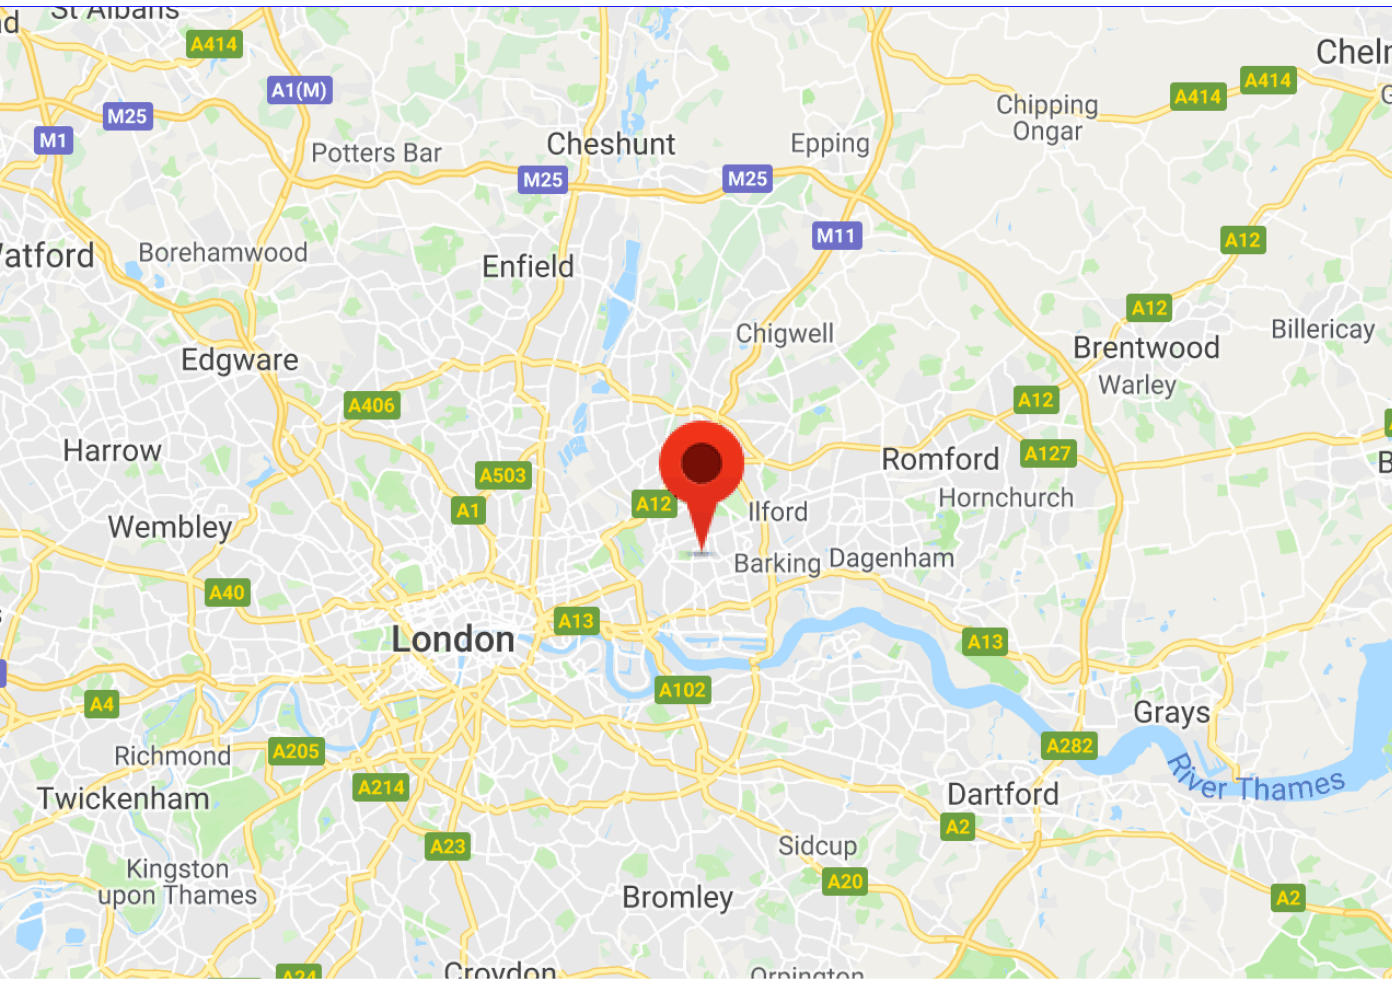 St Albans
A414
A1(M)
M25
M1
Potters Bar
Cheshunt
M25
M25
Epping
Chipping
Ongar
A414
A414
M11
Borehamwood
Enfield
A12
Chigwell
A12
Billericay
Edgware
Brentwood
Warley
A406
A12
Harrow
A503
Romford
A127
A1
A12
Ilford
Hornchurch
Wembley
Barking
Dagenham
A40
London
A13
A13
A4
A102
Grays
Richmond
A205
A282
River Thames
Twickenham
A214
Dartford
A2
A23
Sidcup
Kingston
upon Thames
A20
Bromley
A2
Croydon
Orpington